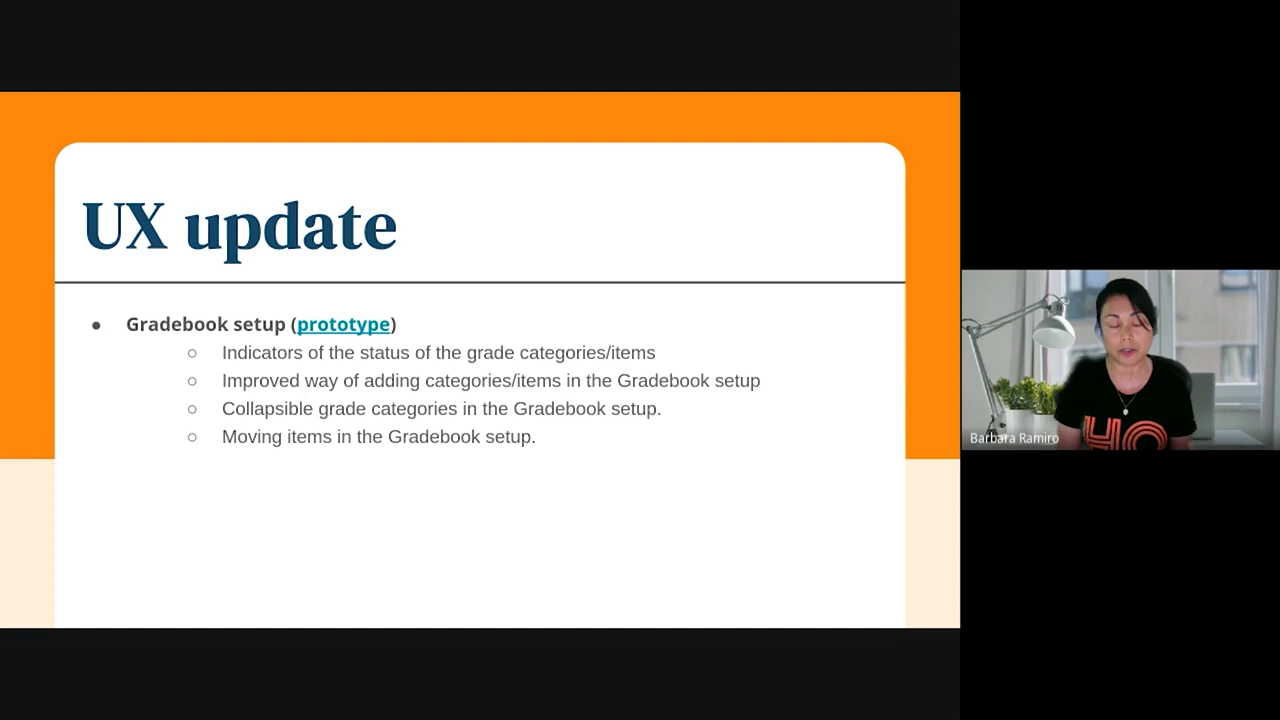 UX update
● Gradebook setup (prototype)
○ Indicators of the status of the grade categories/items
○ Improved way of adding categories/items in the Gradebook setup
○ Collapsible grade categories in the Gradebook setup.
○ Moving items in the Gradebook setup.
Barbara Ramiro